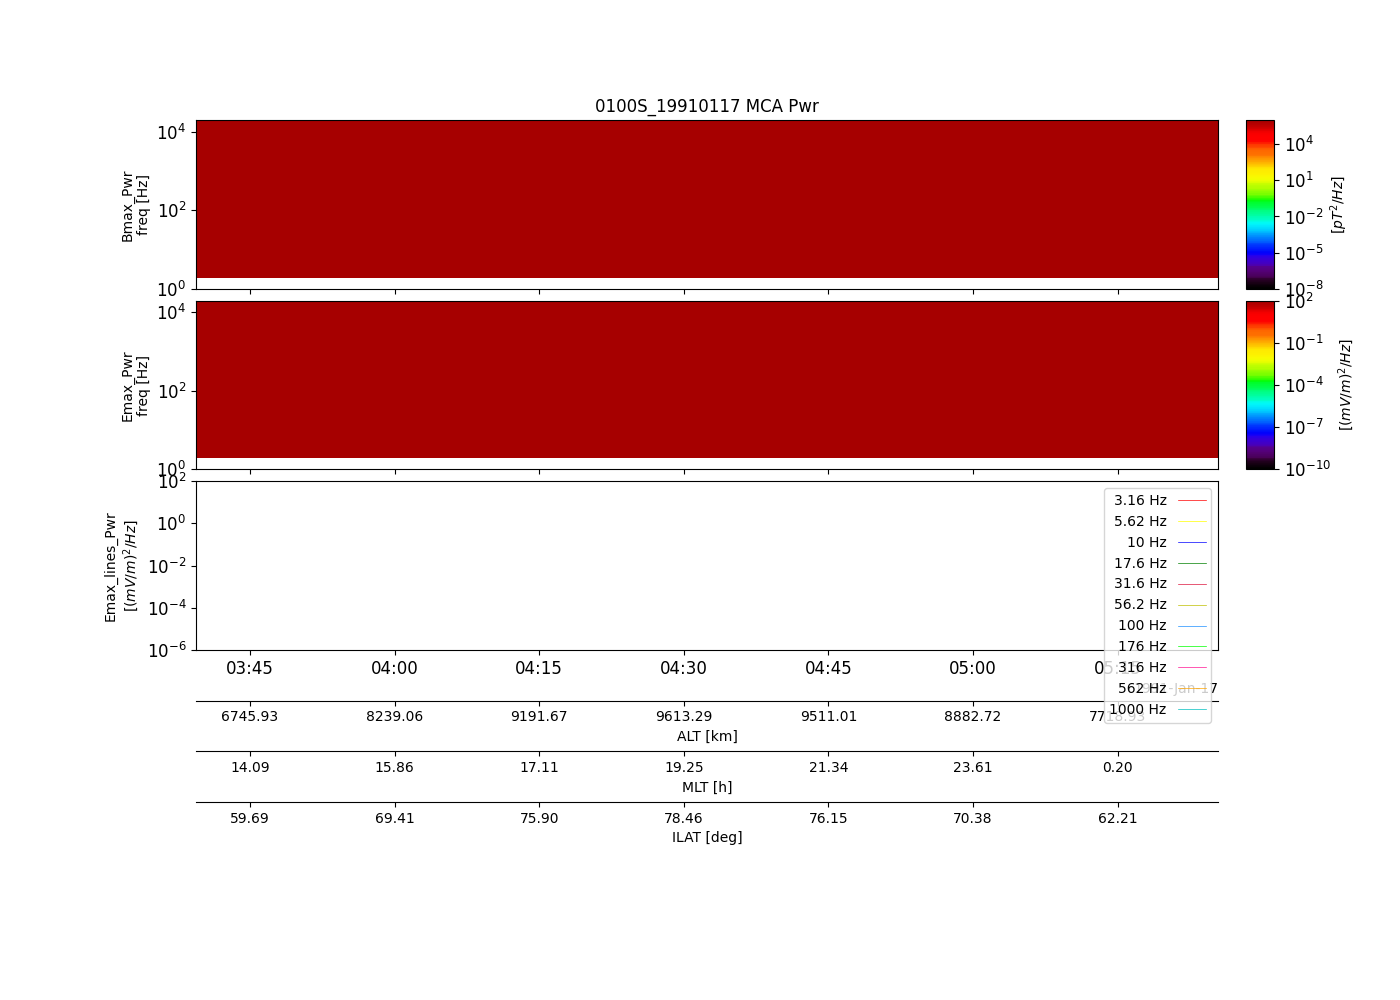 0100S_19910117 MCA Pwr
10^4
10^2
10^0
Bmax_Pwr
freq [Hz]
10^4
10^1
10^-2
10^-5
10^-8
[pT^2/Hz]
10^4
10^2
10^0
Emax_Pwr
freq [Hz]
10^2
10^-1
10^-4
10^-7
10^-10
[(mV/m)^2/Hz]
10^2
10^0
10^-2
10^-4
10^-6
Emax_lines_Pwr
[(mV/m)^2/Hz]
3.16 Hz
5.62 Hz
10 Hz
17.6 Hz
31.6 Hz
56.2 Hz
100 Hz
176 Hz
316 Hz
562 Hz
1000 Hz
03:45 04:00 04:15 04:30 04:45 05:00 05:15
-Jan-17
6745.93 8239.06 9191.67 9613.29 9511.01 8882.72 7718.93
ALT [km]
14.09 15.86 17.11 19.25 21.34 23.61 0.20
MLT [h]
59.69 69.41 75.90 78.46 76.15 70.38 62.21
ILAT [deg]